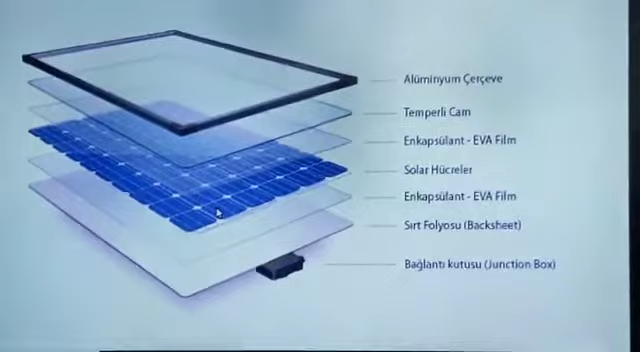 Alüminyum Çerçeve
Temperli Cam
Enkapsülant - EVA Film
Solar Hücreler
Enkapsülant - EVA Film
Sırt Folyosu (Backsheet)
Bağlantı kutusu (Junction Box)